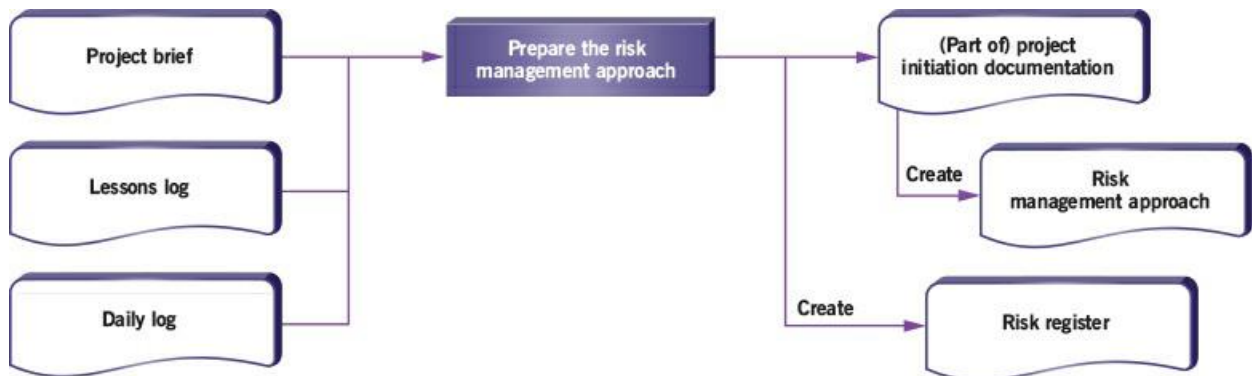 Project brief
Prepare the risk
management approach
(Part of) project
initiation documentation
Lessons log
Create
Risk
management approach
Daily log
Create
Risk register